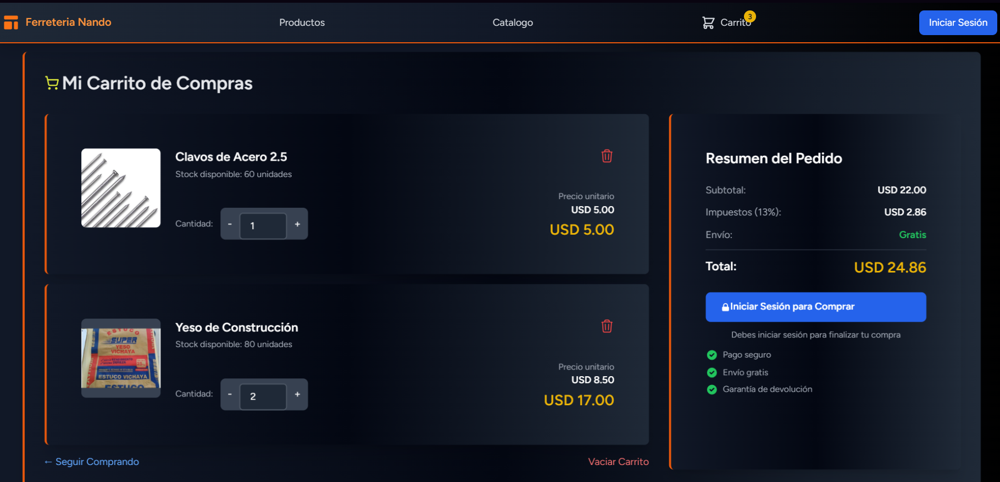 Ferreteria Nando
Productos
Catalogo
Carrito
3
Iniciar Sesión
Mi Carrito de Compras
Clavos de Acero 2.5
Stock disponible: 60 unidades
Cantidad:
- 1 +
Precio unitario
USD 5.00
USD 5.00
Yeso de Construcción
Stock disponible: 80 unidades
Cantidad:
- 2 +
Precio unitario
USD 8.50
USD 17.00
ESTUCO
SUPER
YESO
VICHAYA
ESTUCO VICHAYA
ESTUCO
← Seguir Comprando
Vaciar Carrito
Resumen del Pedido
Subtotal: USD 22.00
Impuestos (13%): USD 2.86
Envío: Gratis
Total: USD 24.86
Iniciar Sesión para Comprar
Debes iniciar sesión para finalizar tu compra
Pago seguro
Envío gratis
Garantía de devolución